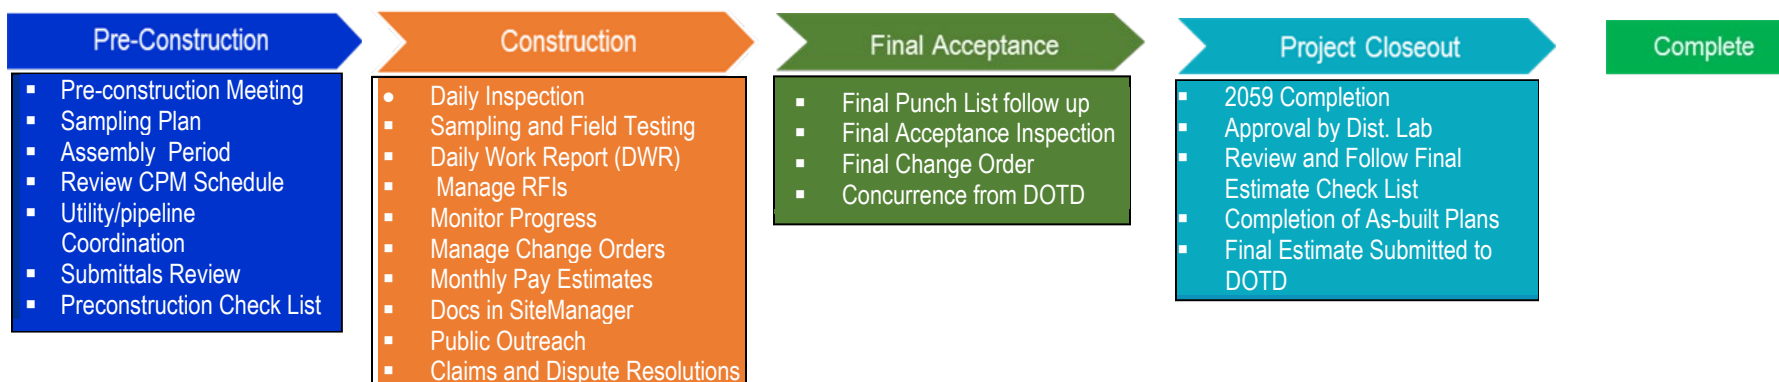 Pre-Construction
▪ Pre-construction Meeting
▪ Sampling Plan
▪ Assembly Period
▪ Review CPM Schedule
▪ Utility/pipeline
Coordination
▪ Submittals Review
▪ Preconstruction Check List
Construction
• Daily Inspection
▪ Sampling and Field Testing
▪ Daily Work Report (DWR)
▪ Manage RFIs
▪ Monitor Progress
▪ Manage Change Orders
▪ Monthly Pay Estimates
▪ Docs in SiteManager
▪ Public Outreach
▪ Claims and Dispute Resolutions
Final Acceptance
▪ Final Punch List follow up
▪ Final Acceptance Inspection
▪ Final Change Order
▪ Concurrence from DOTD
Project Closeout
▪ 2059 Completion
▪ Approval by Dist. Lab
▪ Review and Follow Final
Estimate Check List
▪ Completion of As-built Plans
▪ Final Estimate Submitted to
DOTD
Complete